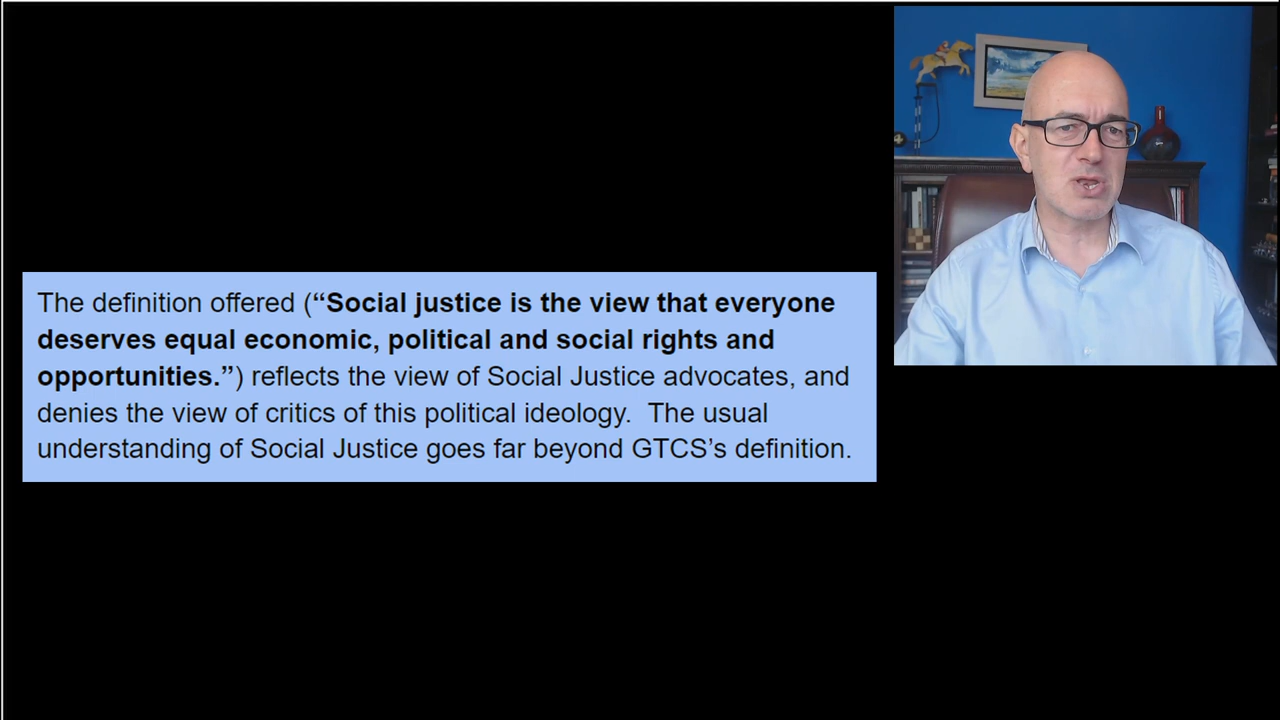 The definition offered (“Social justice is the view that everyone
deserves equal economic, political and social rights and
opportunities.”) reflects the view of Social Justice advocates, and
denies the view of critics of this political ideology.  The usual
understanding of Social Justice goes far beyond GTCS’s definition.